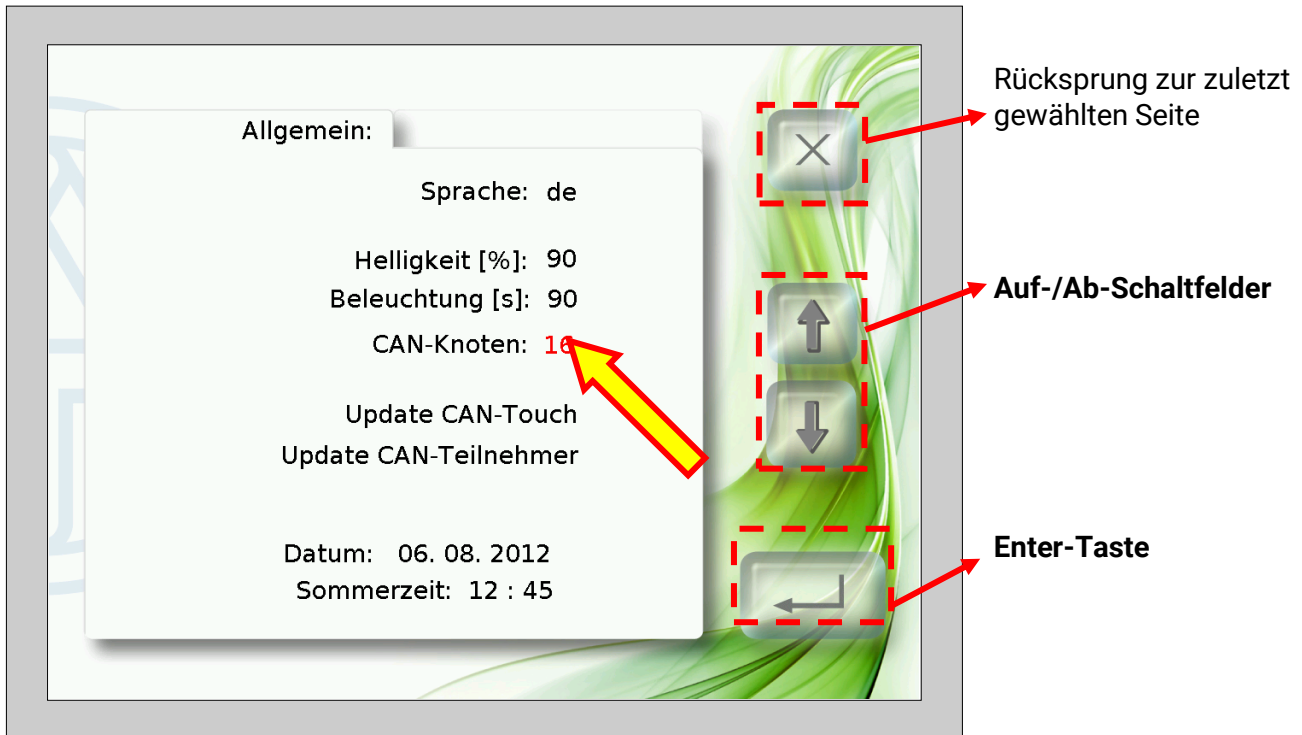 Rücksprung zur zuletzt
gewählten Seite
Allgemein:
Sprache: de
Helligkeit [%]: 90
Beleuchtung [s]: 90
Auf-/Ab-Schaltfelder
CAN-Knoten: 16
Update CAN-Touch
Update CAN-Teilnehmer
Datum: 06. 08. 2012
Enter-Taste
Sommerzeit: 12 : 45